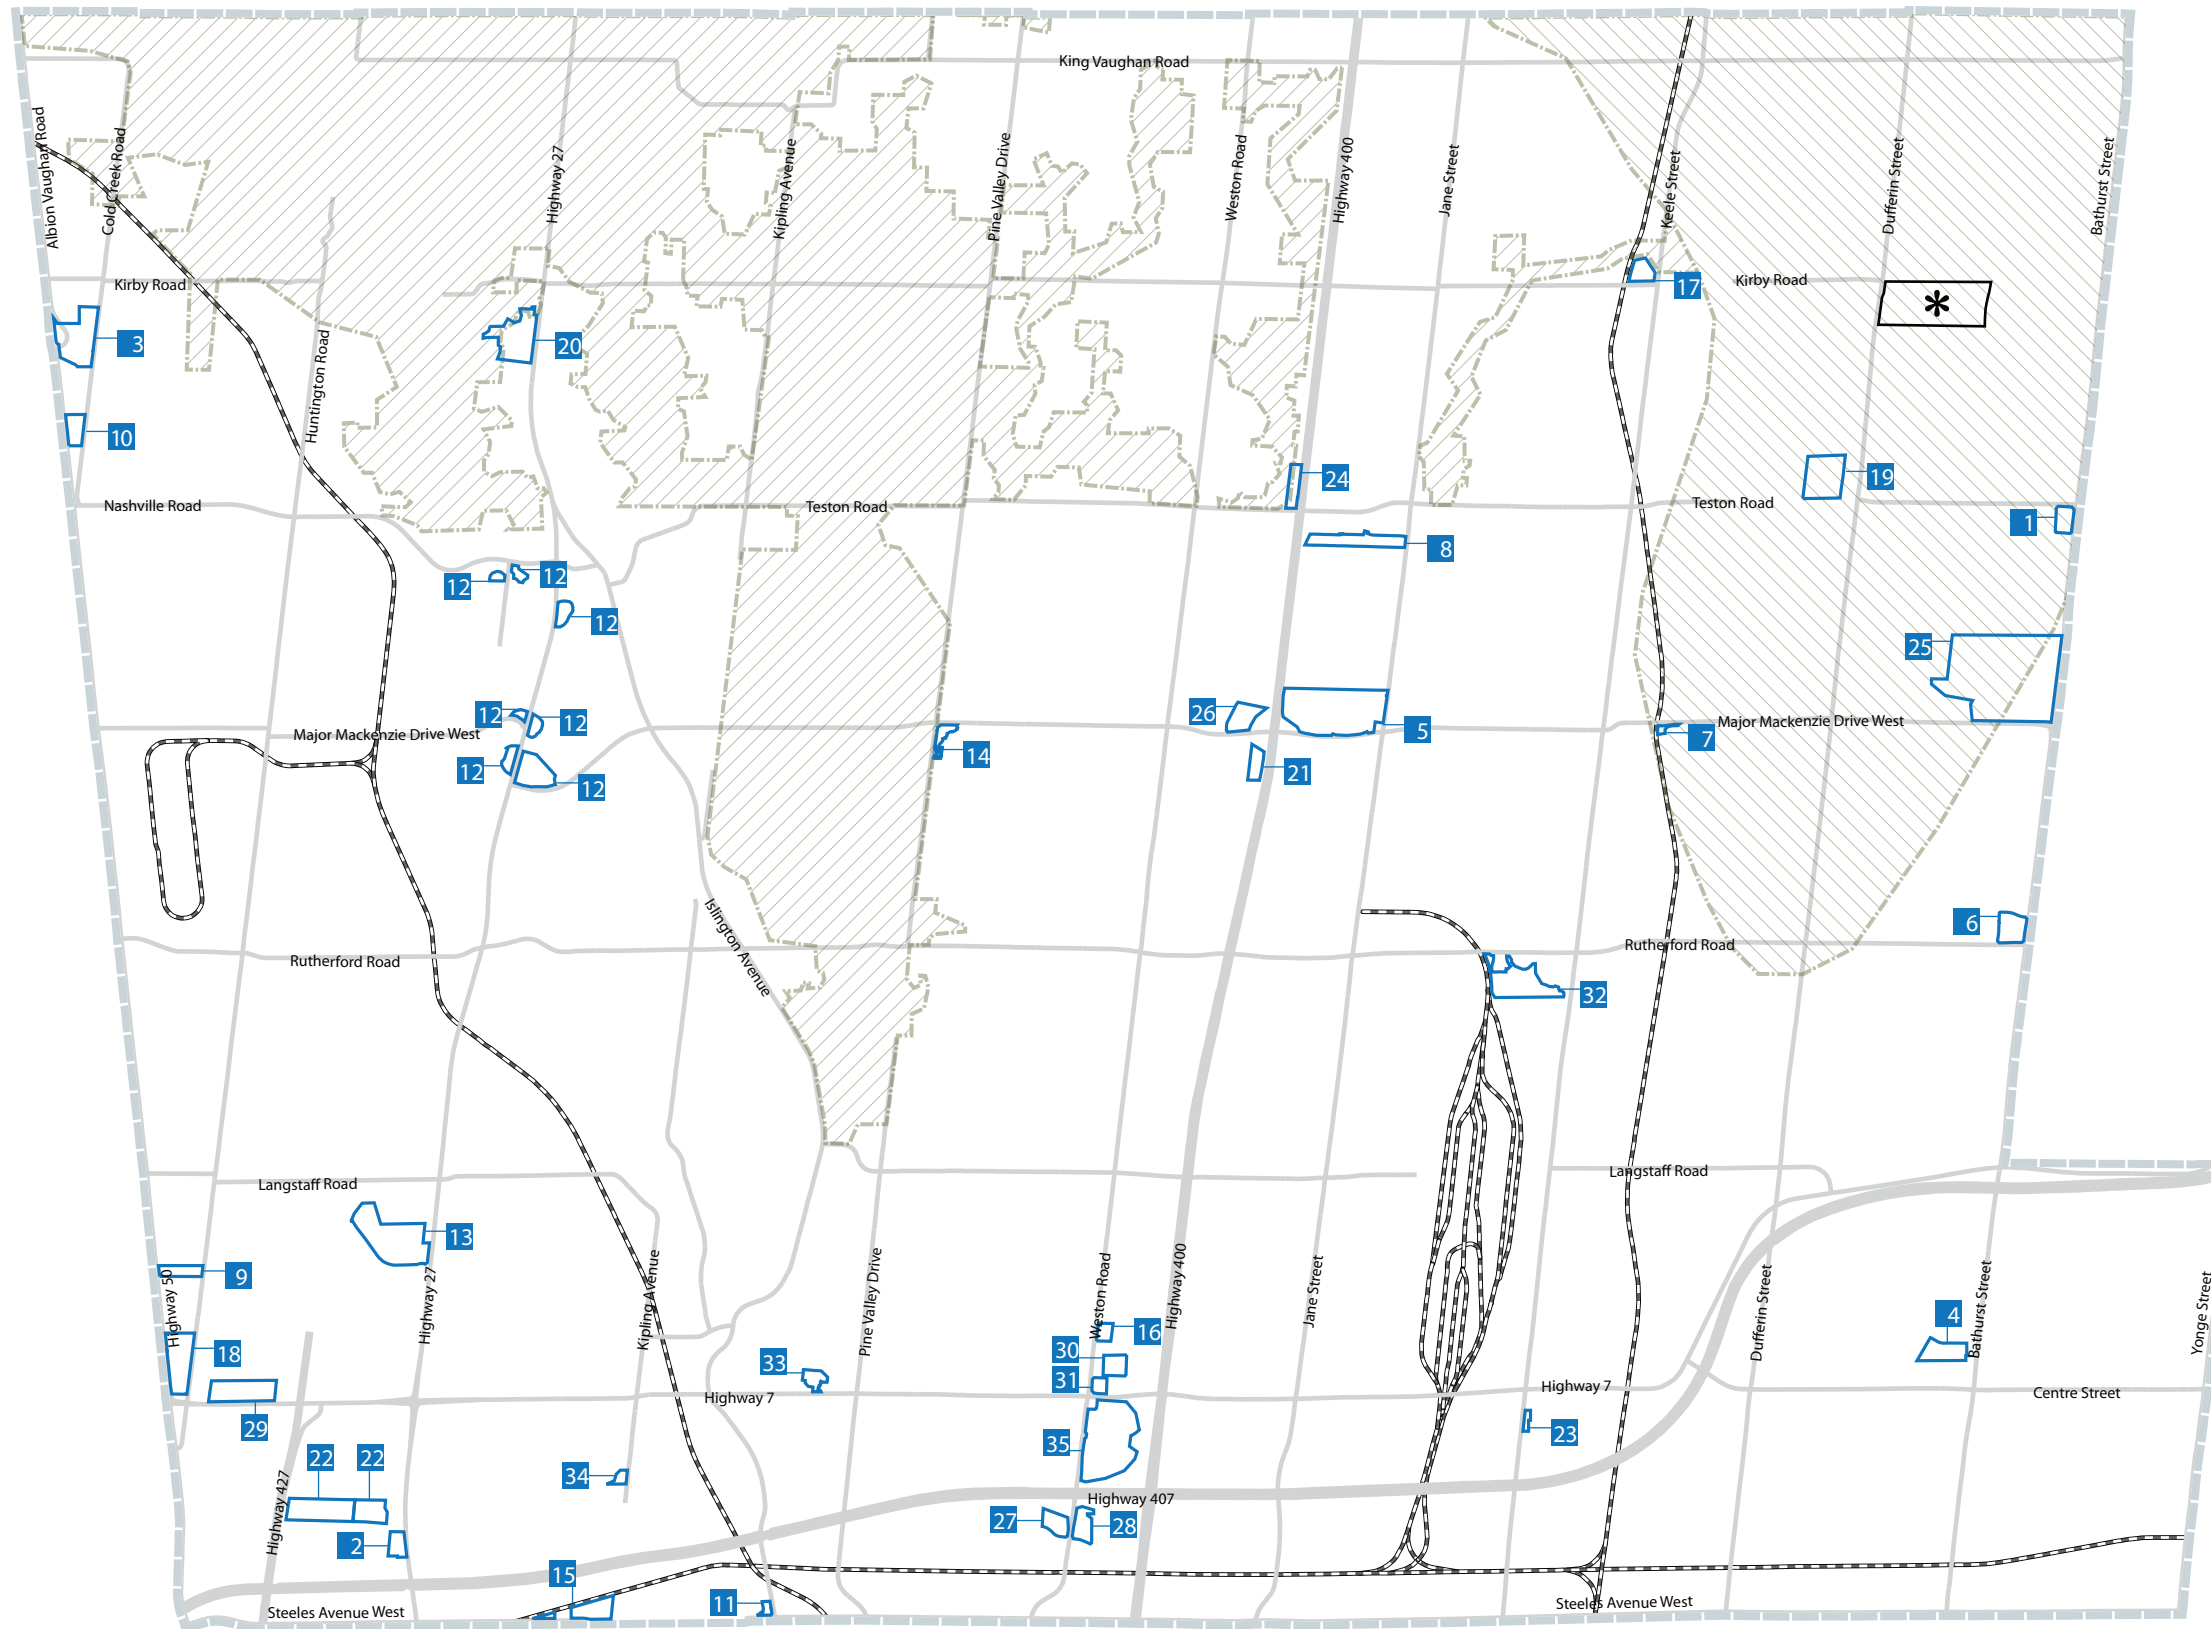 King Vaughan Road
Albion Vaughan Road
Cold Creek Road
Highway 27
Kipling Avenue
Pine Valley Drive
Weston Road
Highway 400
Jane Street
Keele Street
Dufferin Street
Bathurst Street
Kirby Road
17
Kirby Road
*
3
20
Huntington Road
10
24
19
Nashville Road
Teston Road
Teston Road
1
8
12
12
12
25
12
12
26
5
Major Mackenzie Drive West
Major Mackenzie Drive West
7
14
12
12
21
Islington Avenue
6
Rutherford Road
Rutherford Road
32
Langstaff Road
Langstaff Road
13
9
Highway 50
Highway 27
Kipling Avenue
Pine Valley Drive
Weston Road
Highway 400
Jane Street
Dufferin Street
Bathurst Street
Yonge Street
4
16
18
30
33
31
Highway 7
Highway 7
Centre Street
29
23
35
22
22
34
Highway 427
Highway 407
27
28
2
15
11
Steeles Avenue West
Steeles Avenue West